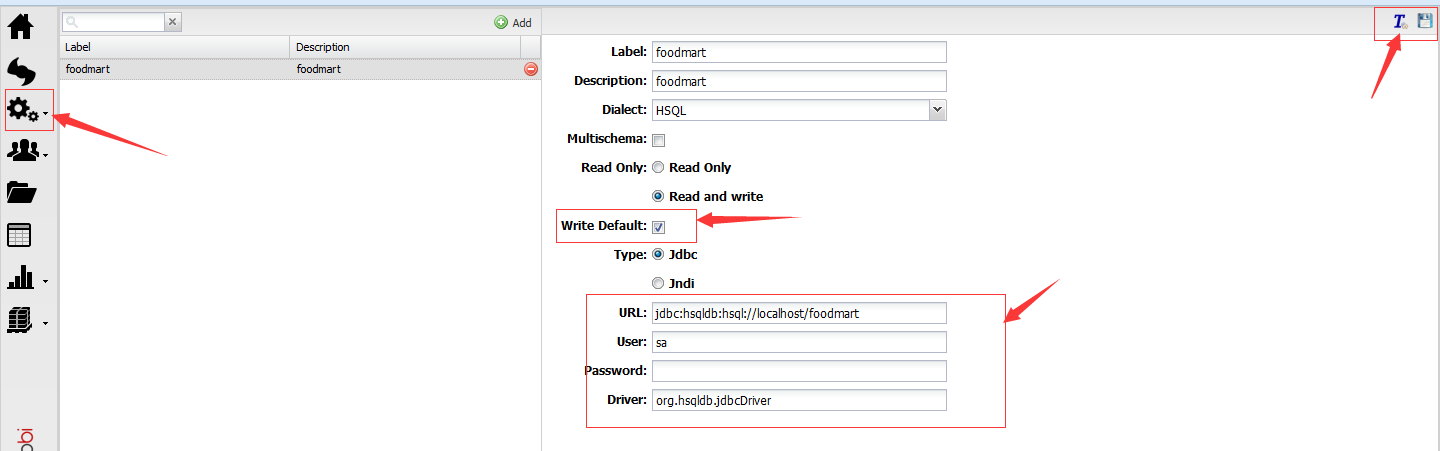 Add
Label Description
foodmart foodmart
Label: foodmart
Description: foodmart
Dialect: HSQL
Multischema:
Read Only: Read Only
Read and write
Write Default:
Type: Jdbc
Jndi
URL: jdbc:hsqldb:hsql://localhost/foodmart
User: sa
Password:
Driver: org.hsqldb.jdbcDriver
T